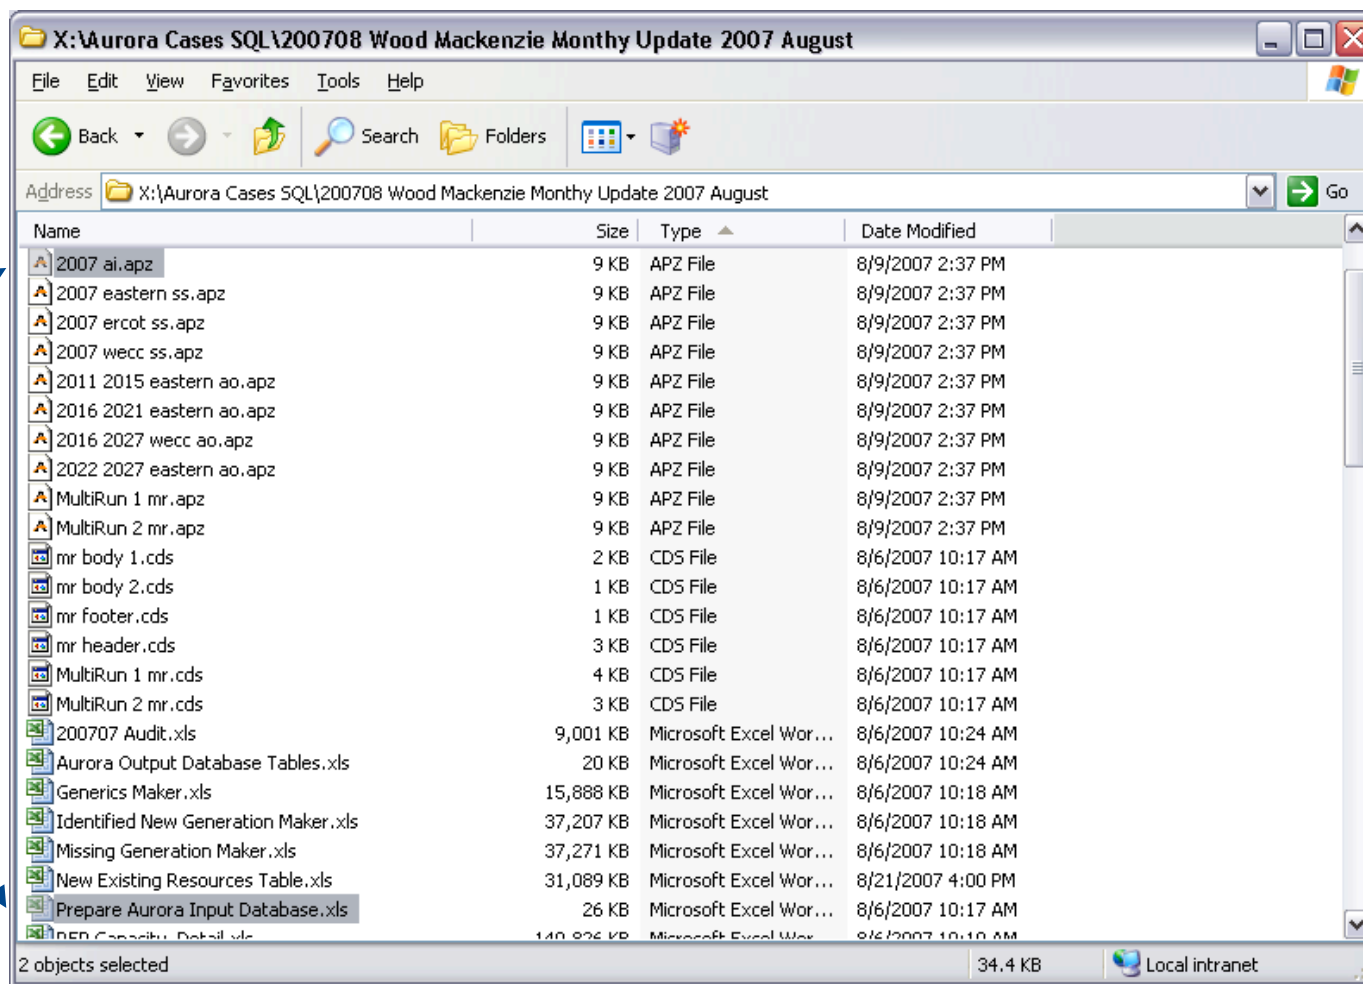 X:\Aurora Cases SQL\200708 Wood Mackenzie Monthy Update 2007 August
File Edit View Favorites Tools Help
Back Search Folders
Address X:\Aurora Cases SQL\200708 Wood Mackenzie Monthy Update 2007 August Go
Name Size Type Date Modified
2007 ai.apz 9 KB APZ File 8/9/2007 2:37 PM
2007 eastern ss.apz 9 KB APZ File 8/9/2007 2:37 PM
2007 ercot ss.apz 9 KB APZ File 8/9/2007 2:37 PM
2007 wecc ss.apz 9 KB APZ File 8/9/2007 2:37 PM
2011 2015 eastern ao.apz 9 KB APZ File 8/9/2007 2:37 PM
2016 2021 eastern ao.apz 9 KB APZ File 8/9/2007 2:37 PM
2016 2027 wecc ao.apz 9 KB APZ File 8/9/2007 2:37 PM
2022 2027 eastern ao.apz 9 KB APZ File 8/9/2007 2:37 PM
MultiRun 1 mr.apz 9 KB APZ File 8/9/2007 2:37 PM
MultiRun 2 mr.apz 9 KB APZ File 8/9/2007 2:37 PM
mr body 1.cds 2 KB CDS File 8/6/2007 10:17 AM
mr body 2.cds 1 KB CDS File 8/6/2007 10:17 AM
mr footer.cds 1 KB CDS File 8/6/2007 10:17 AM
mr header.cds 3 KB CDS File 8/6/2007 10:17 AM
MultiRun 1 mr.cds 4 KB CDS File 8/6/2007 10:17 AM
MultiRun 2 mr.cds 3 KB CDS File 8/6/2007 10:17 AM
200707 Audit.xls 9,001 KB Microsoft Excel Wor... 8/6/2007 10:24 AM
Aurora Output Database Tables.xls 20 KB Microsoft Excel Wor... 8/6/2007 10:24 AM
Generics Maker.xls 15,888 KB Microsoft Excel Wor... 8/6/2007 10:18 AM
Identified New Generation Maker.xls 37,207 KB Microsoft Excel Wor... 8/6/2007 10:18 AM
Missing Generation Maker.xls 37,271 KB Microsoft Excel Wor... 8/6/2007 10:18 AM
New Existing Resources Table.xls 31,089 KB Microsoft Excel Wor... 8/21/2007 4:00 PM
Prepare Aurora Input Database.xls 26 KB Microsoft Excel Wor... 8/6/2007 10:17 AM
2 objects selected 34.4 KB Local intranet